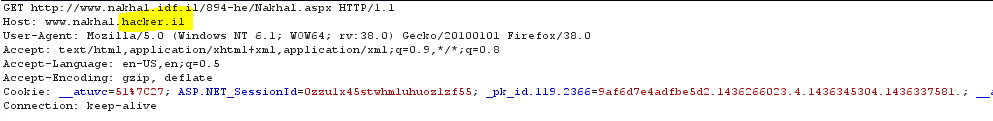 GET http://www.nakhal.idf.il/894-he/Nakhal.aspx HTTP/1.1
Host: www.nakhal.hacker.il
User-Agent: Mozilla/5.0 (Windows NT 6.1; WOW64; rv:38.0) Gecko/20100101 Firefox/38.0
Accept: text/html,application/xhtml+xml,application/xml;q=0.9,*/*;q=0.8
Accept-Language: en-US,en;q=0.5
Accept-Encoding: gzip, deflate
Cookie: __atuvc=51%7C27; ASP.NET_SessionId=0zzulx45stwhm1uhuoz1zf55; _pk_id.119.2366=9af6d7e4adfbe5d2.1436266023.4.1436345304.1436337581.; __a
Connection: keep-alive